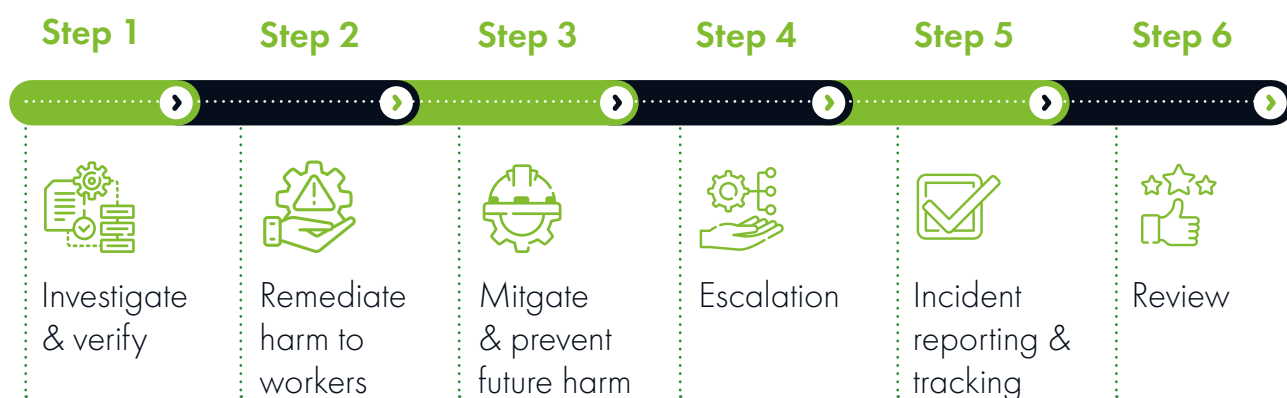 Step 1
Step 2
Step 3
Step 4
Step 5
Step 6
Investigate
& verify
Remediate
harm to
workers
Mitgate
& prevent
future harm
Escalation
Incident
reporting &
tracking
Review